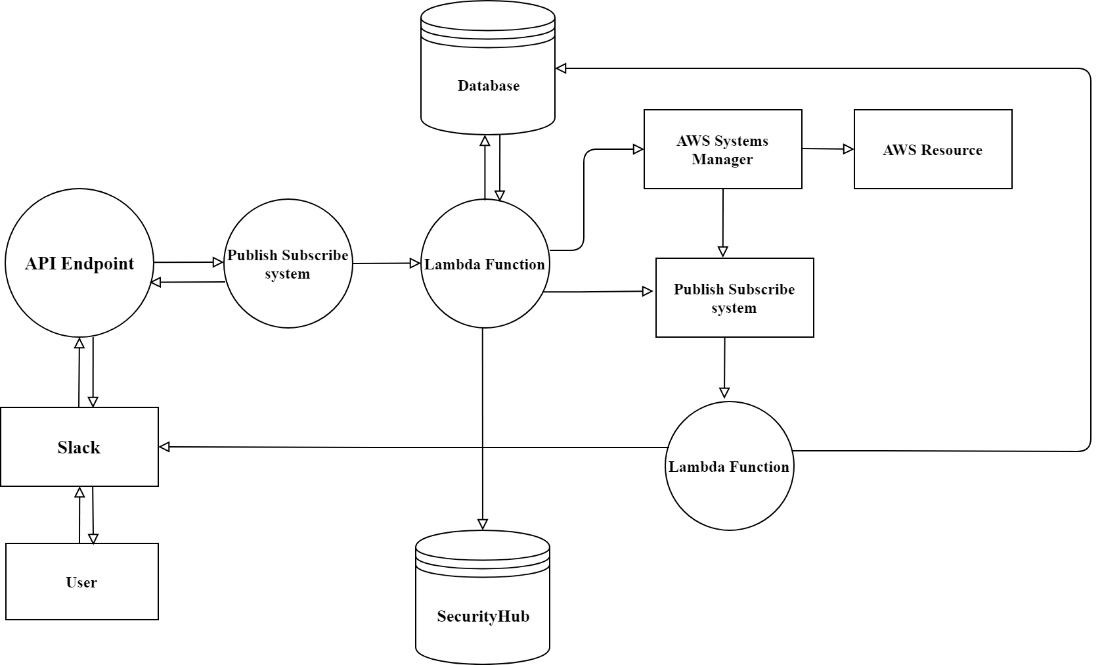 Database
AWS Systems
Manager
AWS Resource
API Endpoint
Publish Subscribe
system
Lambda Function
Publish Subscribe
system
Slack
Lambda Function
User
SecurityHub